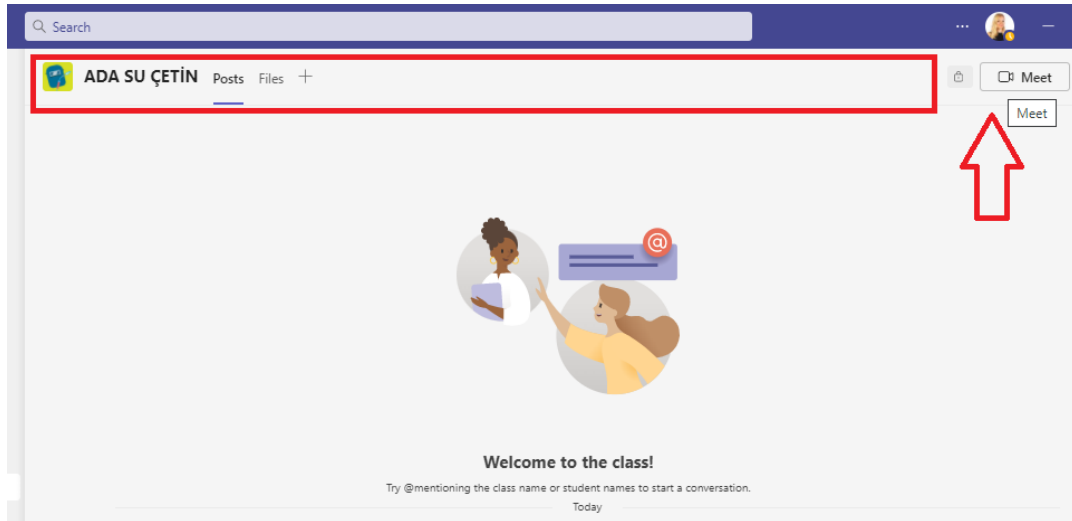 Search
ADA SU ÇETİN Posts Files +
Meet
Meet
@
Welcome to the class!
Try @mentioning the class name or student names to start a conversation.
Today